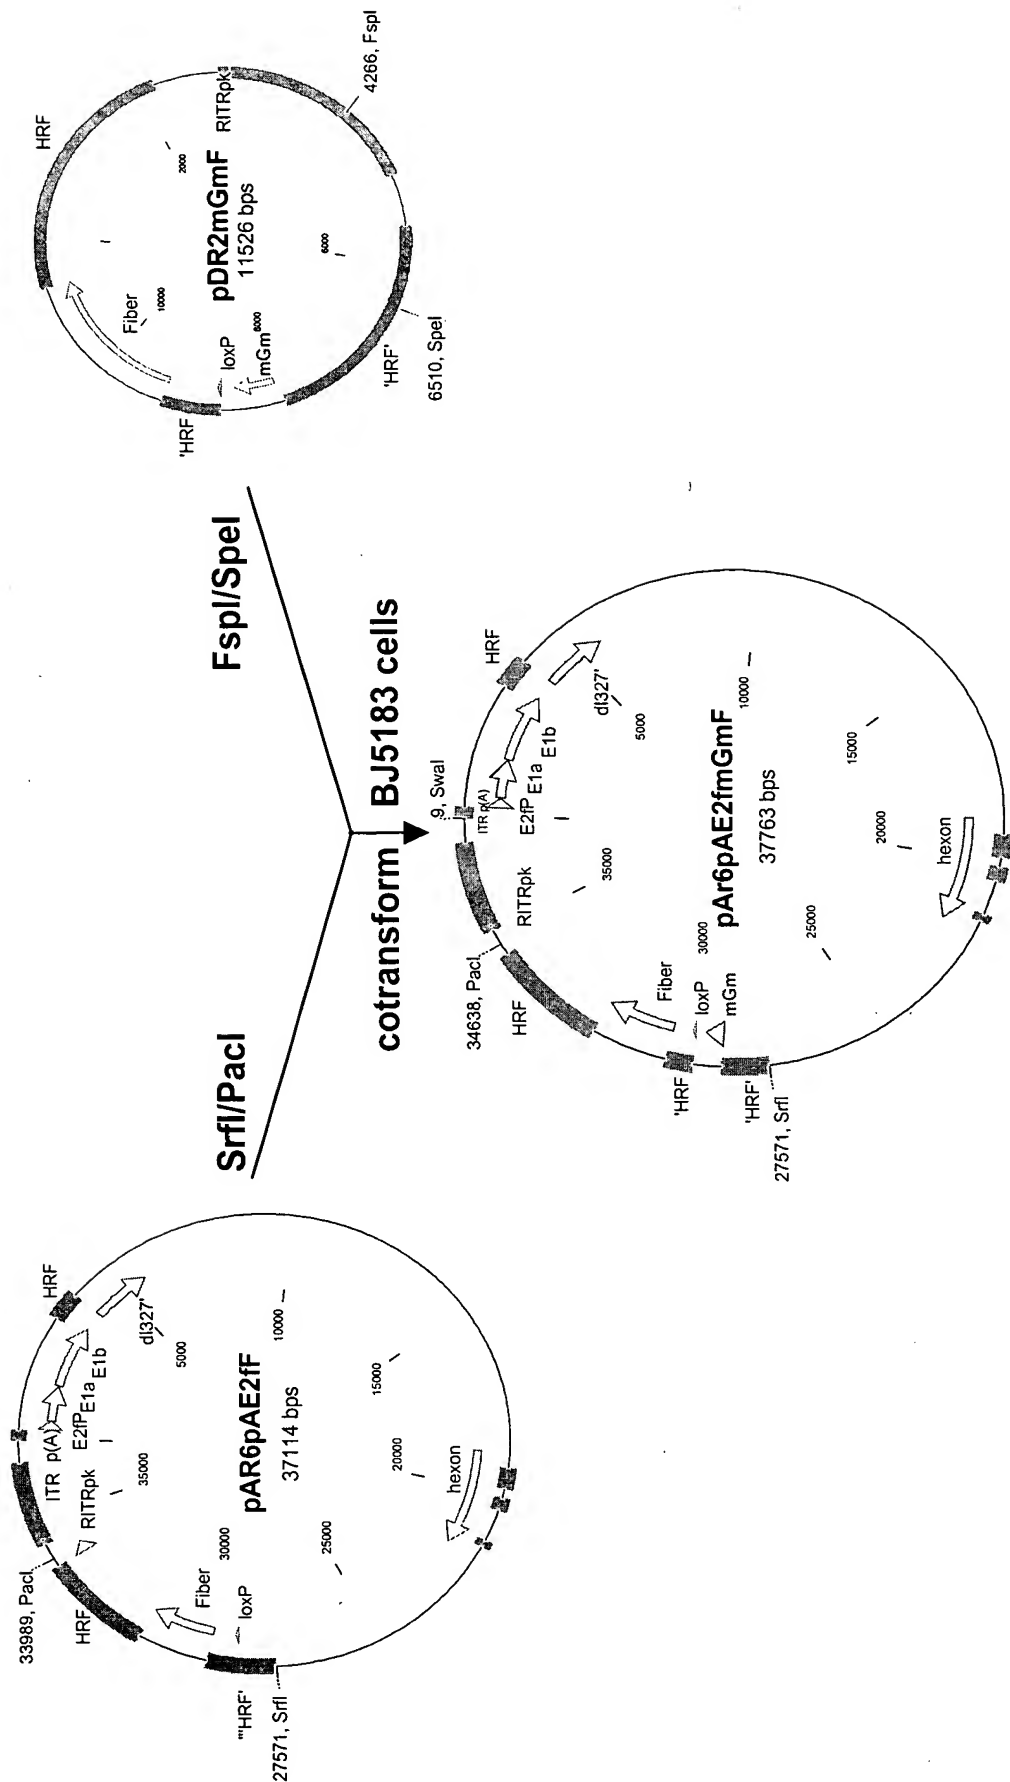 33989, PacI
HRF
ITR p(A)
RITRpk
E2fP
E1a
E1b
HRF
dl327'
5000
10000
15000
20000
25000
30000
35000
pAR6pAE2fF
37114 bps
hexon
Fiber
loxP
'''HRF'
27571, SrfI
SrfI/PacI
FspI/SpeI
cotransform
BJ5183 cells
HRF
Fiber
10000
2000
RITRpk
4266, FspI
pDR2mGmF
11526 bps
6000
8000
loxP
mGm
'HRF
'HRF'
6510, SpeI
9, SwaI
ITR p(A)
E2fP
E1a
E1b
HRF
dl327'
5000
10000
15000
20000
25000
30000
35000
RITRpk
34638, PacI
HRF
Fiber
loxP
mGm
'HRF
'HRF'
27571, SrfI
pAr6pAE2fmGmF
37763 bps
hexon